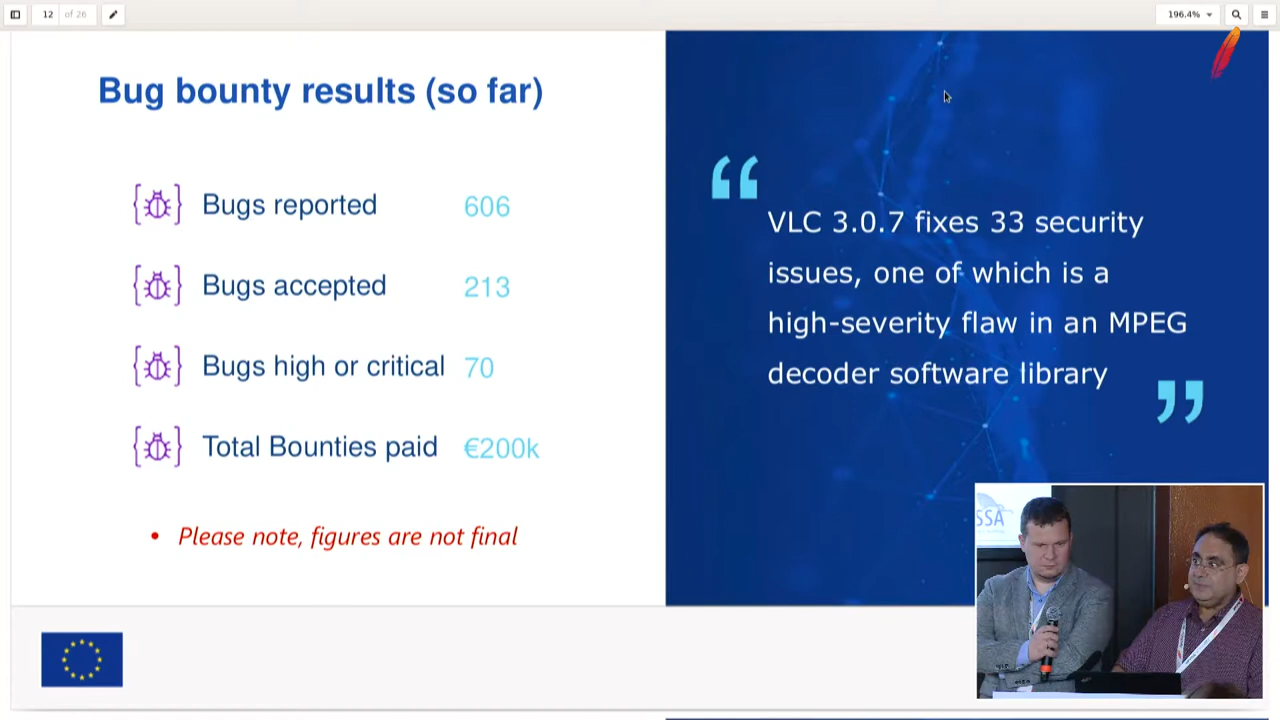 12 of 26
196.4%
Bug bounty results (so far)
Bugs reported 606
Bugs accepted 213
Bugs high or critical 70
Total Bounties paid €200k
• Please note, figures are not final
“
VLC 3.0.7 fixes 33 security
issues, one of which is a
high-severity flaw in an MPEG
decoder software library
”
SSA